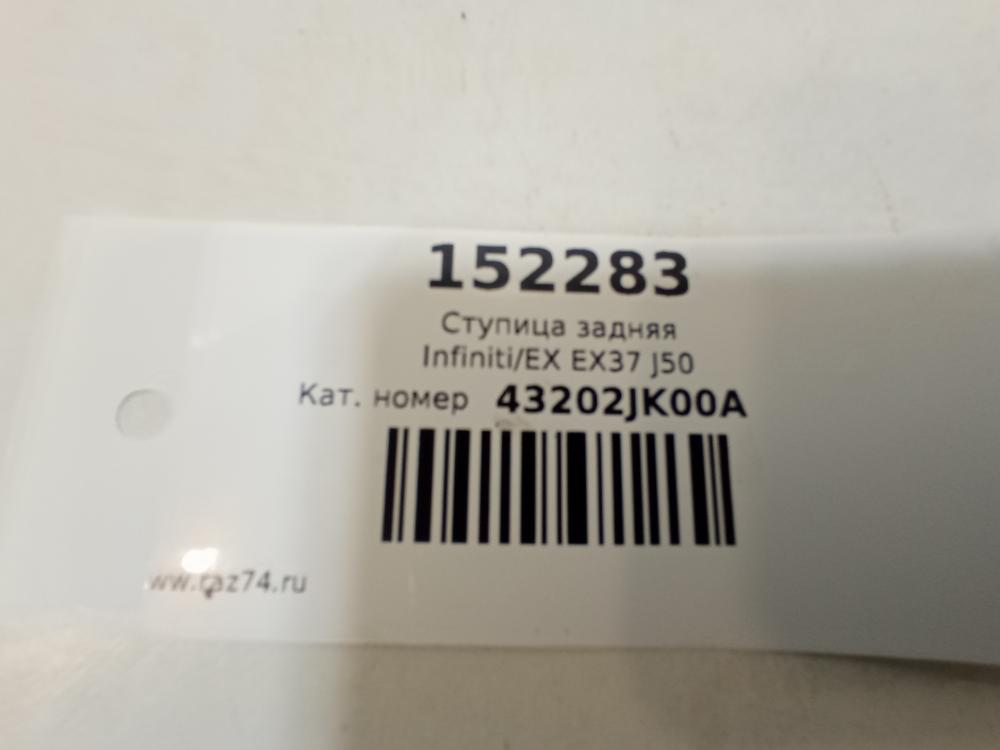 152283
Ступица задняя
Infiniti/EX EX37 J50
Кат. номер 43202JK00A
www.raz74.ru